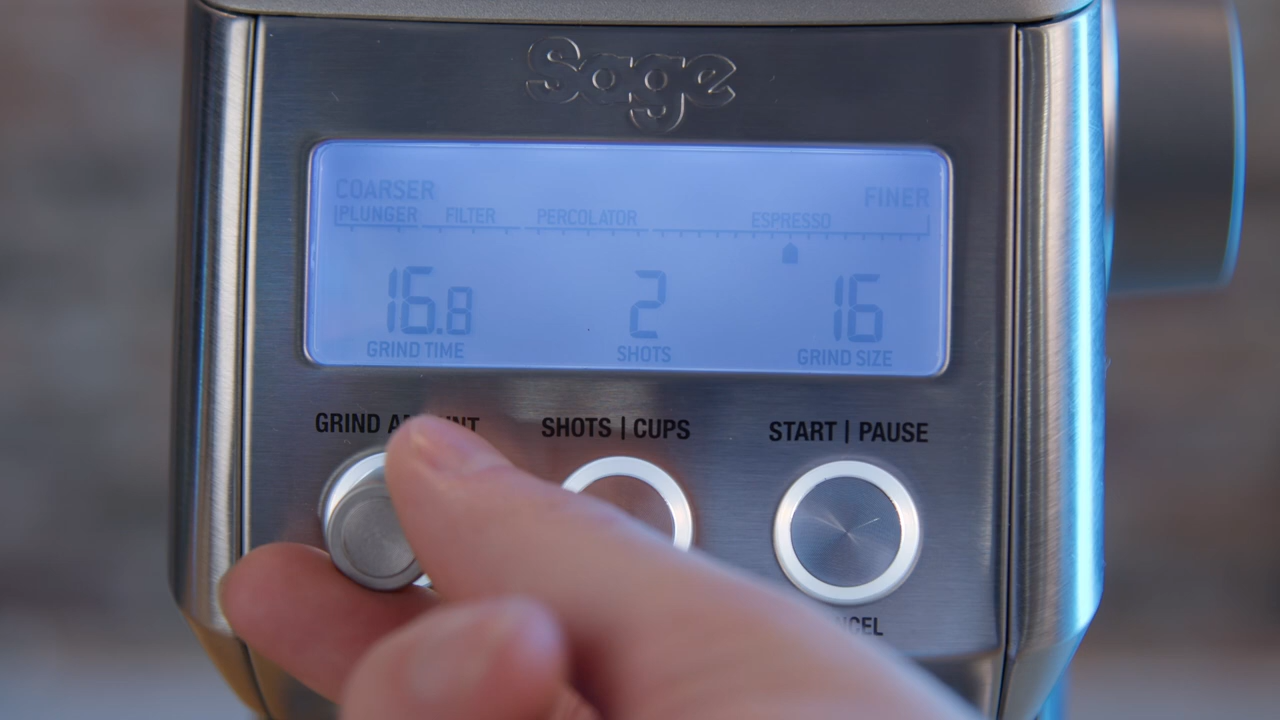 Sage
COARSER FINER
PLUNGER FILTER PERCOLATOR ESPRESSO
16.8 2 16
GRIND TIME SHOTS GRIND SIZE
GRIND SHOTS | CUPS START | PAUSE